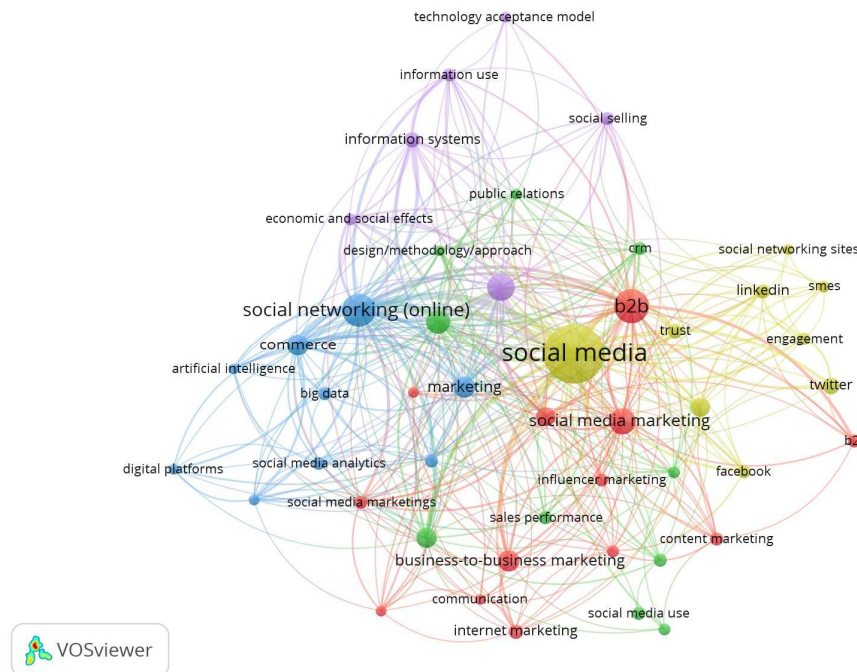 technology acceptance model
information use
social selling
information systems
public relations
economic and social effects
design/methodology/approach
crm
social networking sites
linkedin
smes
social networking (online)
b2b
trust
commerce
social media
engagement
artificial intelligence
marketing
twitter
big data
social media marketing
b2
digital platforms
social media analytics
facebook
influencer marketing
social media marketings
sales performance
content marketing
business-to-business marketing
communication
social media use
internet marketing
VOSviewer